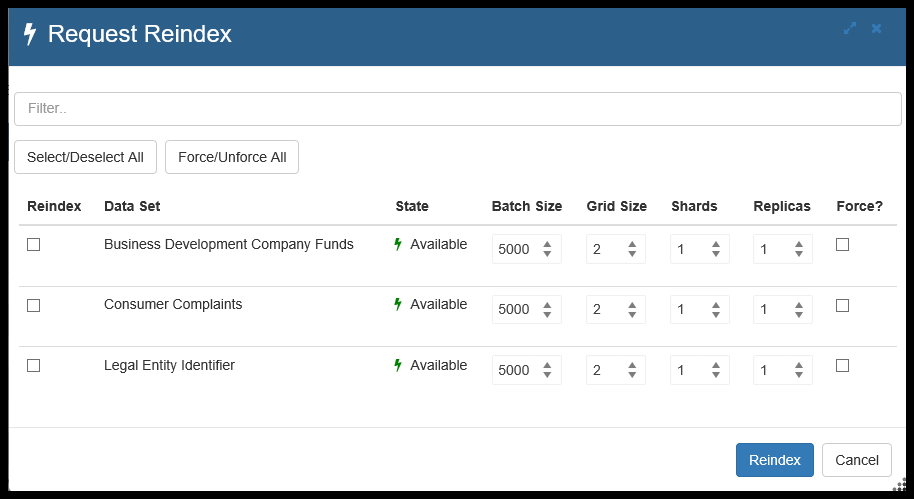 Request Reindex
Filter..
Select/Deselect All Force/Unforce All
Reindex Data Set State Batch Size Grid Size Shards Replicas Force?
Business Development Company Funds Available 5000 2 1 1
Consumer Complaints Available 5000 2 1 1
Legal Entity Identifier Available 5000 2 1 1
Reindex Cancel